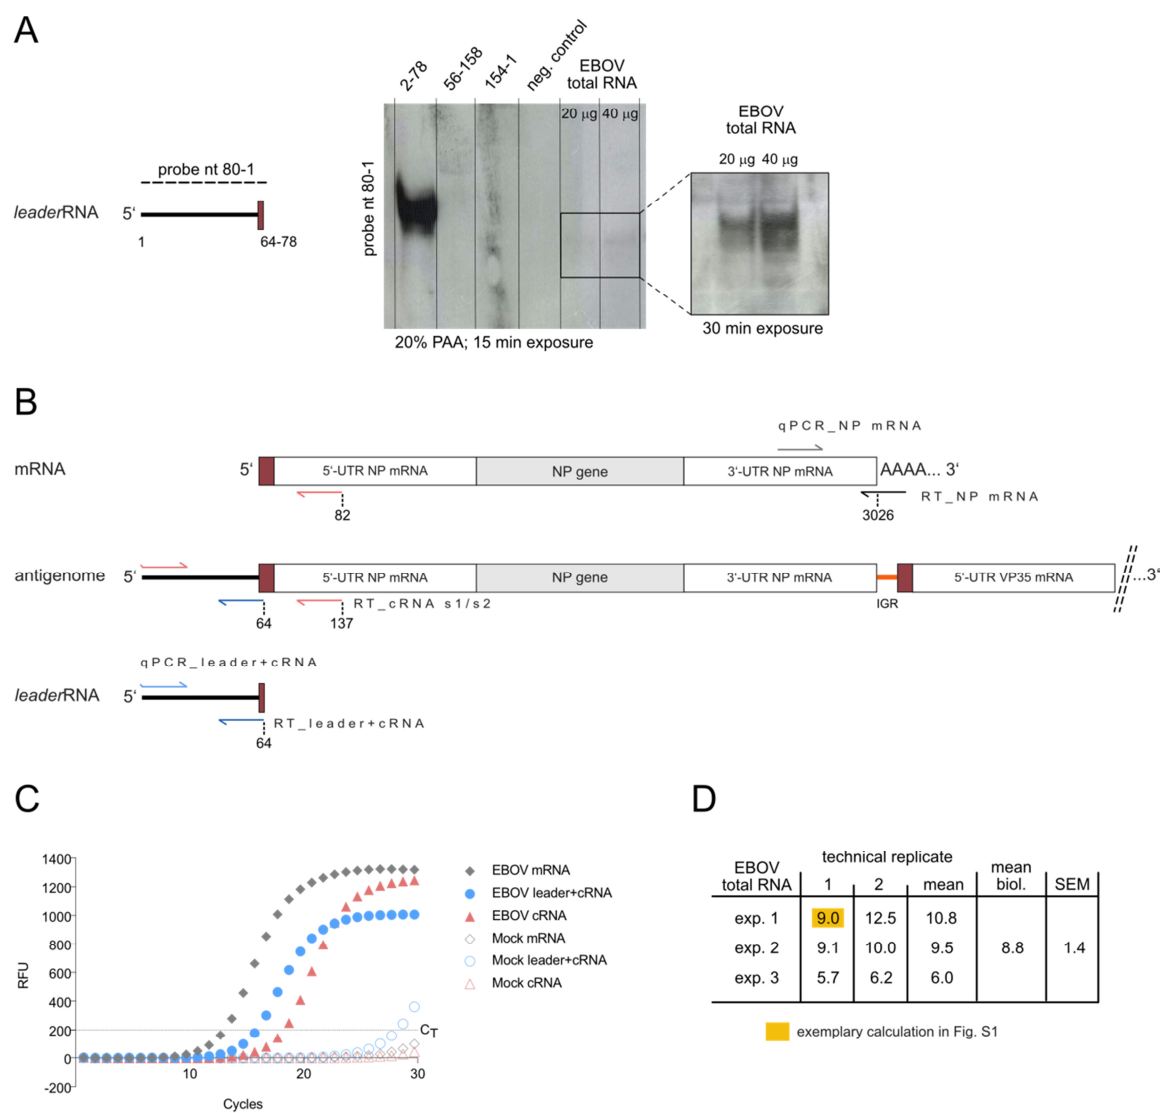 A
2-78
56-158
154-1
neg. control
EBOV
total RNA
20 µg 40 µg
probe nt 80-1
leaderRNA
5‘
1
64-78
probe nt 80-1
20% PAA; 15 min exposure
EBOV
total RNA
20 µg 40 µg
30 min exposure
B
qPCR_NP mRNA
mRNA
5‘
5‘-UTR NP mRNA
NP gene
3‘-UTR NP mRNA
AAAA... 3‘
82
3026
RT_NP mRNA
antigenome
5‘
5‘-UTR NP mRNA
NP gene
3‘-UTR NP mRNA
5‘-UTR VP35 mRNA
...3‘
IGR
64
137
RT_cRNA s1/s2
qPCR_leader+cRNA
leaderRNA
5‘
RT_leader+cRNA
64
C
1400
1200
1000
800
600
400
200
0
-200
RFU
10
20
30
Cycles
CT
EBOV mRNA
EBOV leader+cRNA
EBOV cRNA
Mock mRNA
Mock leader+cRNA
Mock cRNA
D
EBOV
total RNA
technical replicate
1 2 mean
mean
biol.
SEM
exp. 1 9.0 12.5 10.8
exp. 2 9.1 10.0 9.5 8.8 1.4
exp. 3 5.7 6.2 6.0
exemplary calculation in Fig. S1